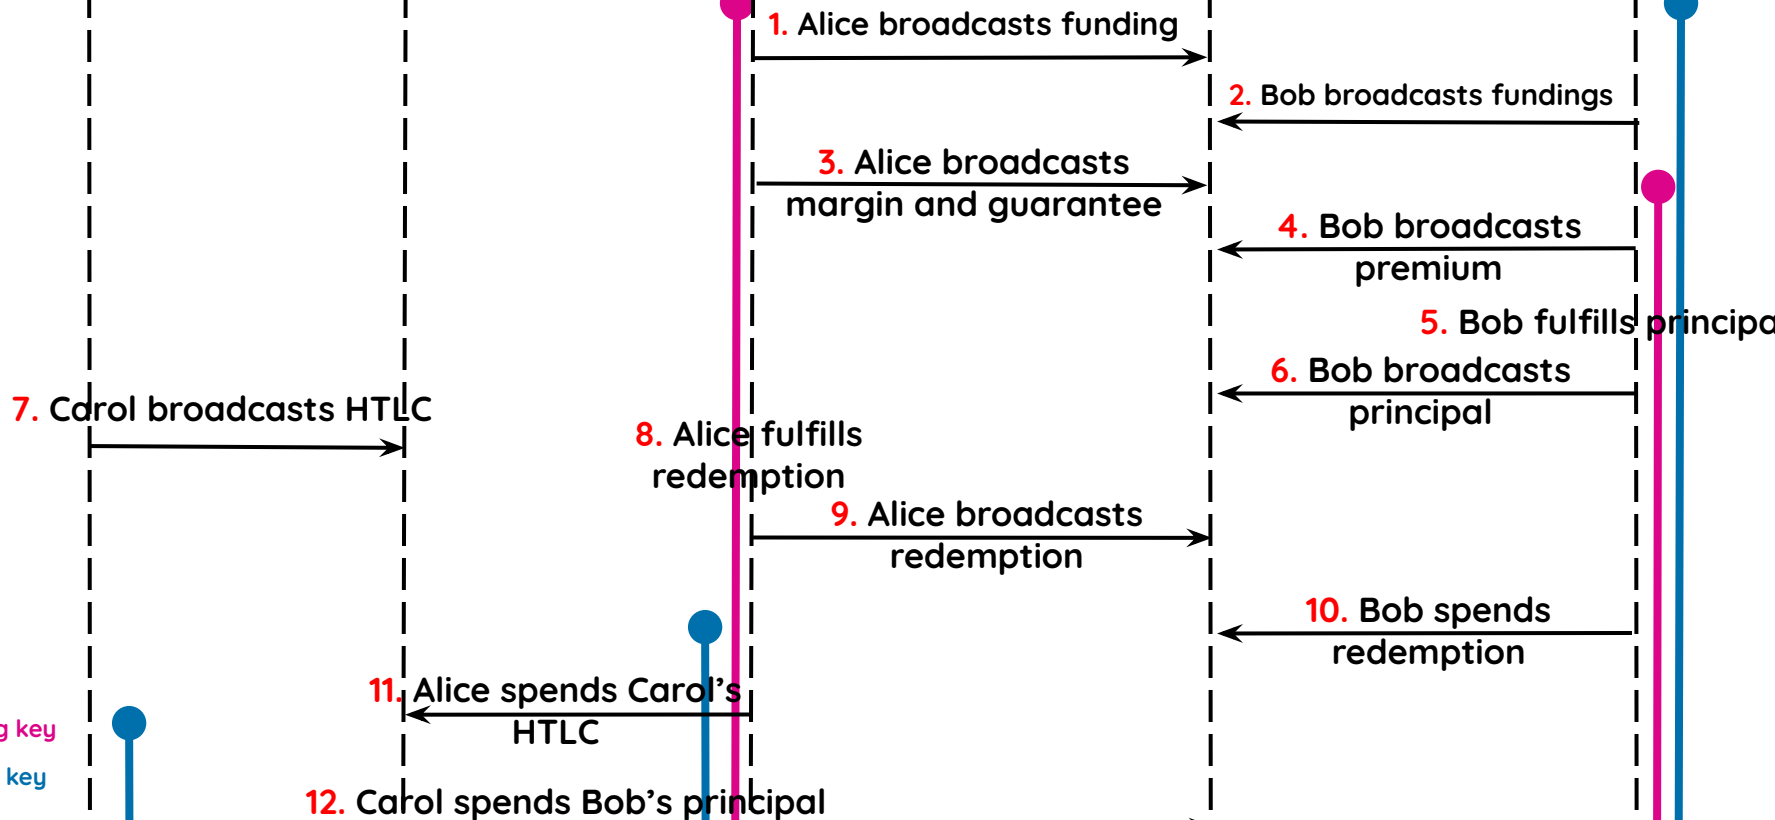 1. Alice broadcasts funding
2. Bob broadcasts fundings
3. Alice broadcasts
margin and guarantee
4. Bob broadcasts
premium
5. Bob fulfills
6. Bob broadcasts
principal
7. Carol broadcasts HTLC
8. Alice fulfills
redemption
9. Alice broadcasts
redemption
10. Bob spends
redemption
11. Alice spends Carol's
HTLC
key
key
12. Carol spends Bob's principal